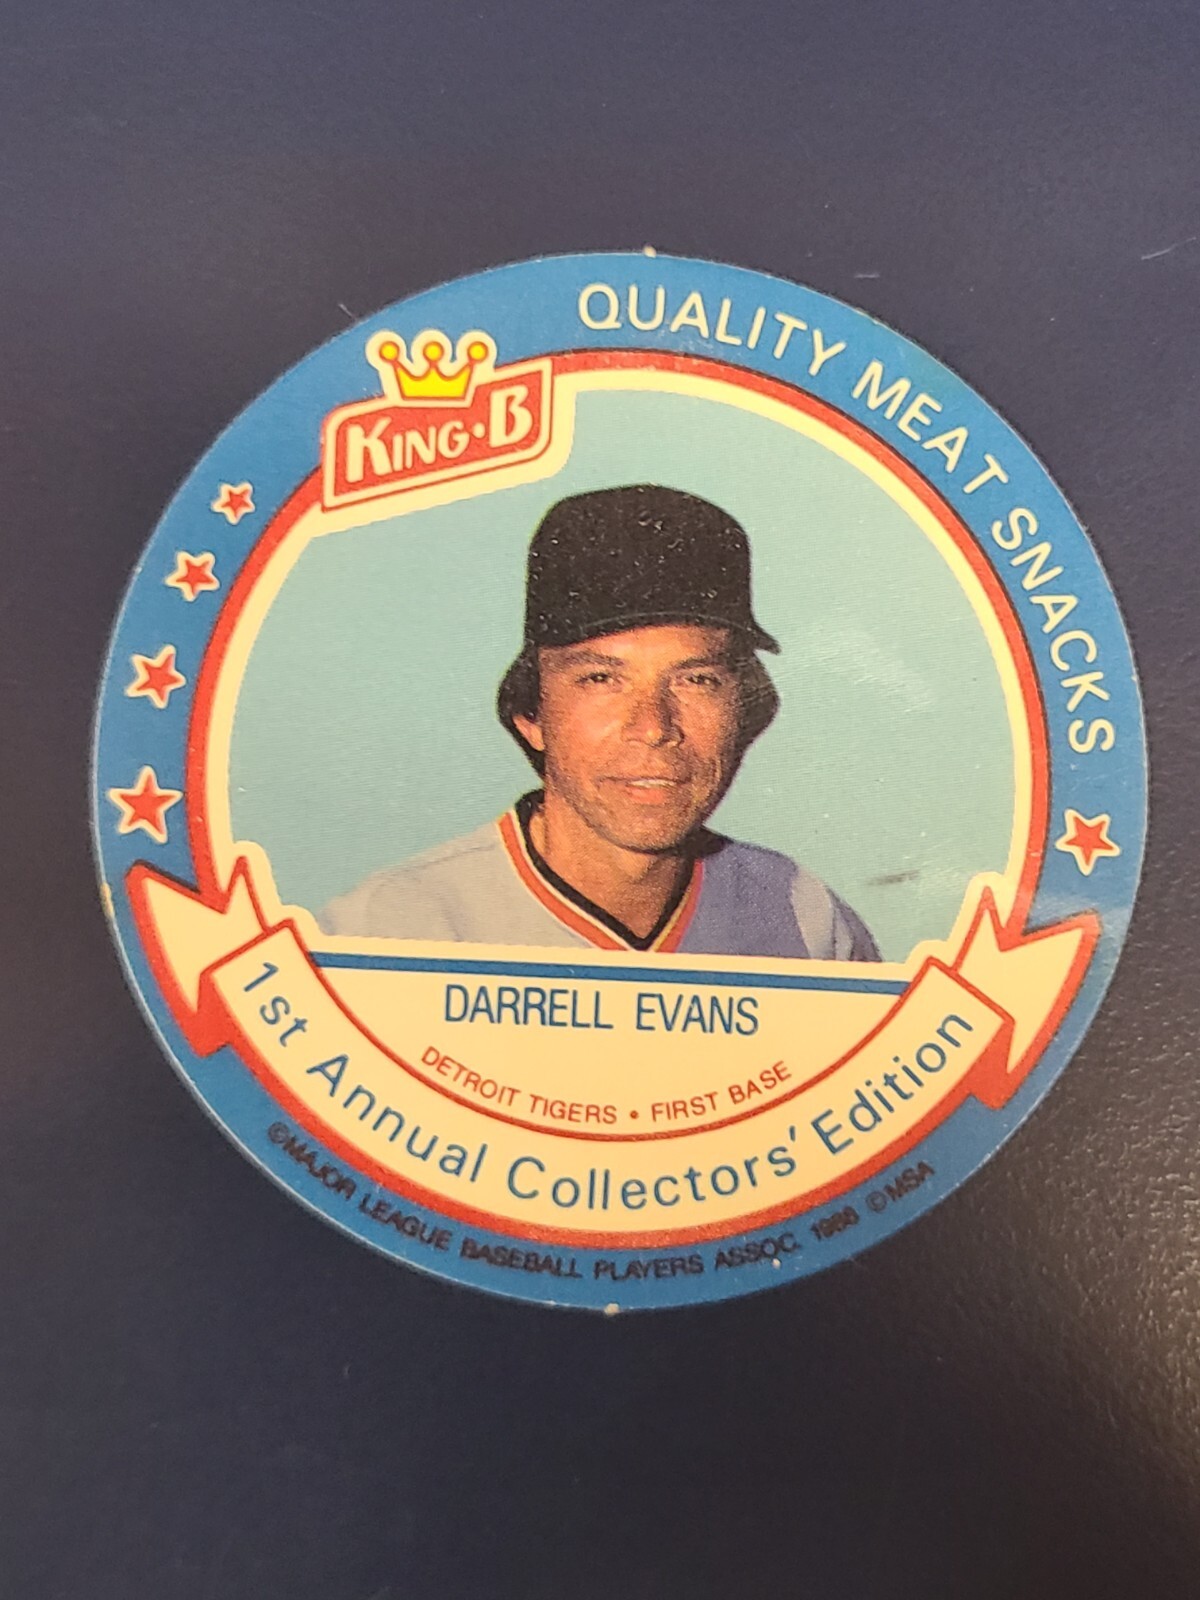 KING·B
QUALITY MEAT SNACKS
DARRELL EVANS
DETROIT TIGERS • FIRST BASE
1st Annual Collectors' Edition
©MAJOR LEAGUE BASEBALL PLAYERS ASSOC. 1988 ©MSA